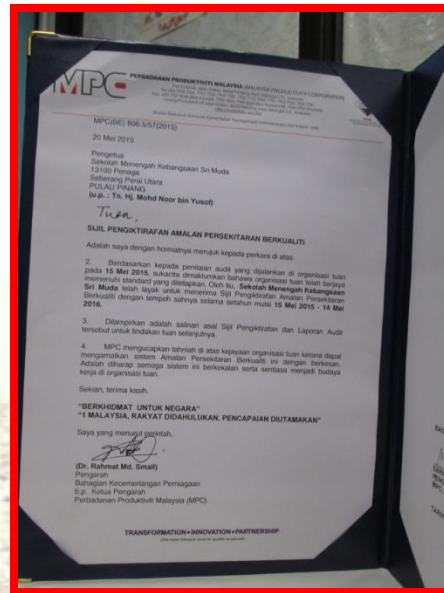 MPC
PERBADANAN PRODUKTIVITI MALAYSIA (MALAYSIA PRODUCTIVITY CORPORATION)
MPC(BE) 806.5/57(2015)
20 Mei 2015
Pengetua
Sekolah Menengah Kebangsaan Sri Muda
13100 Penaga
Seberang Perai Utara
PULAU PINANG
(u.p. : Tn. Hj. Mohd Noor bin Yusof)
Tuan,
SIJIL PENGIKTIRAFAN AMALAN PERSEKITARAN BERKUALITI
Adalah saya dengan hormatnya merujuk kepada perkara di atas.
2. Berdasarkan kepada penilaian audit yang dijalankan di organisasi tuan
pada 15 Mei 2015, sukacita dimaklumkan bahawa organisasi tuan telah berjaya
memenuhi standard yang ditetapkan. Oleh itu, Sekolah Menengah Kebangsaan
Sri Muda telah layak untuk menerima Sijil Pengiktirafan Amalan Persekitaran
Berkualiti dengan tempoh sahnya selama setahun mulai 15 Mei 2015 - 14 Mei
2016.
3. Dilampirkan adalah salinan asal Sijil Pengiktirafan dan Laporan Audit
tersebut untuk tindakan tuan selanjutnya.
4. MPC mengucapkan tahniah di atas kejayaan organisasi tuan kerana dapat
mengamalkan sistem Amalan Persekitaran Berkualiti ini dengan berkesan.
Adalah diharap semoga sistem ini berkekalan serta sentiasa menjadi budaya
kerja di organisasi tuan.
Sekian, terima kasih.
"BERKHIDMAT UNTUK NEGARA"
"1 MALAYSIA, RAKYAT DIDAHULUKAN, PENCAPAIAN DIUTAMAKAN"
Saya yang menurut perintah,
(Dr. Rahmat Md. Smail)
Pengarah
Bahagian Kecemerlangan Perniagaan
b.p. Ketua Pengarah
Perbadanan Produktiviti Malaysia (MPC)
TRANSFORMATION • INNOVATION • PARTNERSHIP